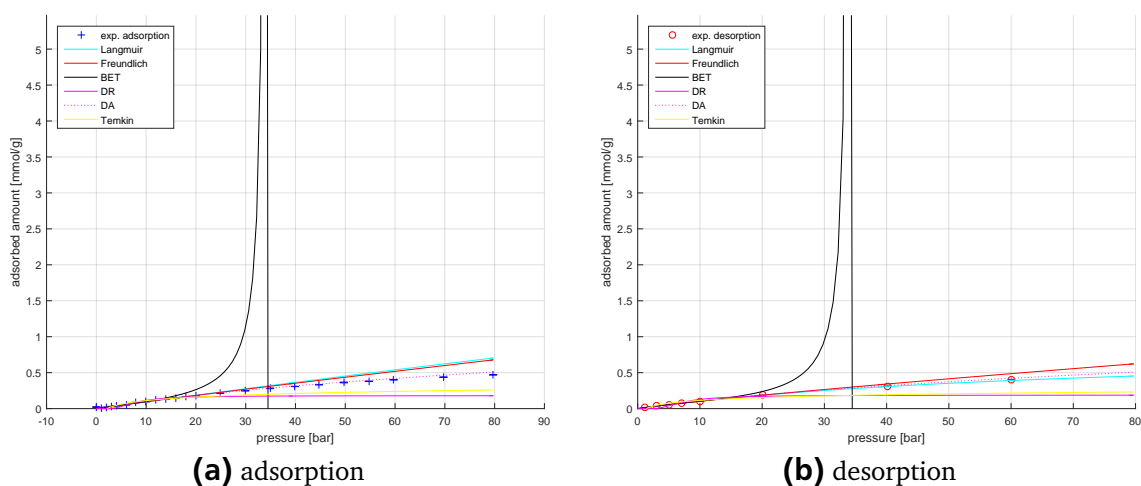 5
4.5
4
3.5
3
2.5
2
1.5
1
0.5
0
adsorbed amount [mmol/g]
exp. adsorption
Langmuir
Freundlich
BET
DR
DA
Temkin
-10 0 10 20 30 40 50 60 70 80 90
pressure [bar]
(a) adsorption
5
4.5
4
3.5
3
2.5
2
1.5
1
0.5
0
adsorbed amount [mmol/g]
exp. desorption
Langmuir
Freundlich
BET
DR
DA
Temkin
0 10 20 30 40 50 60 70 80
pressure [bar]
(b) desorption